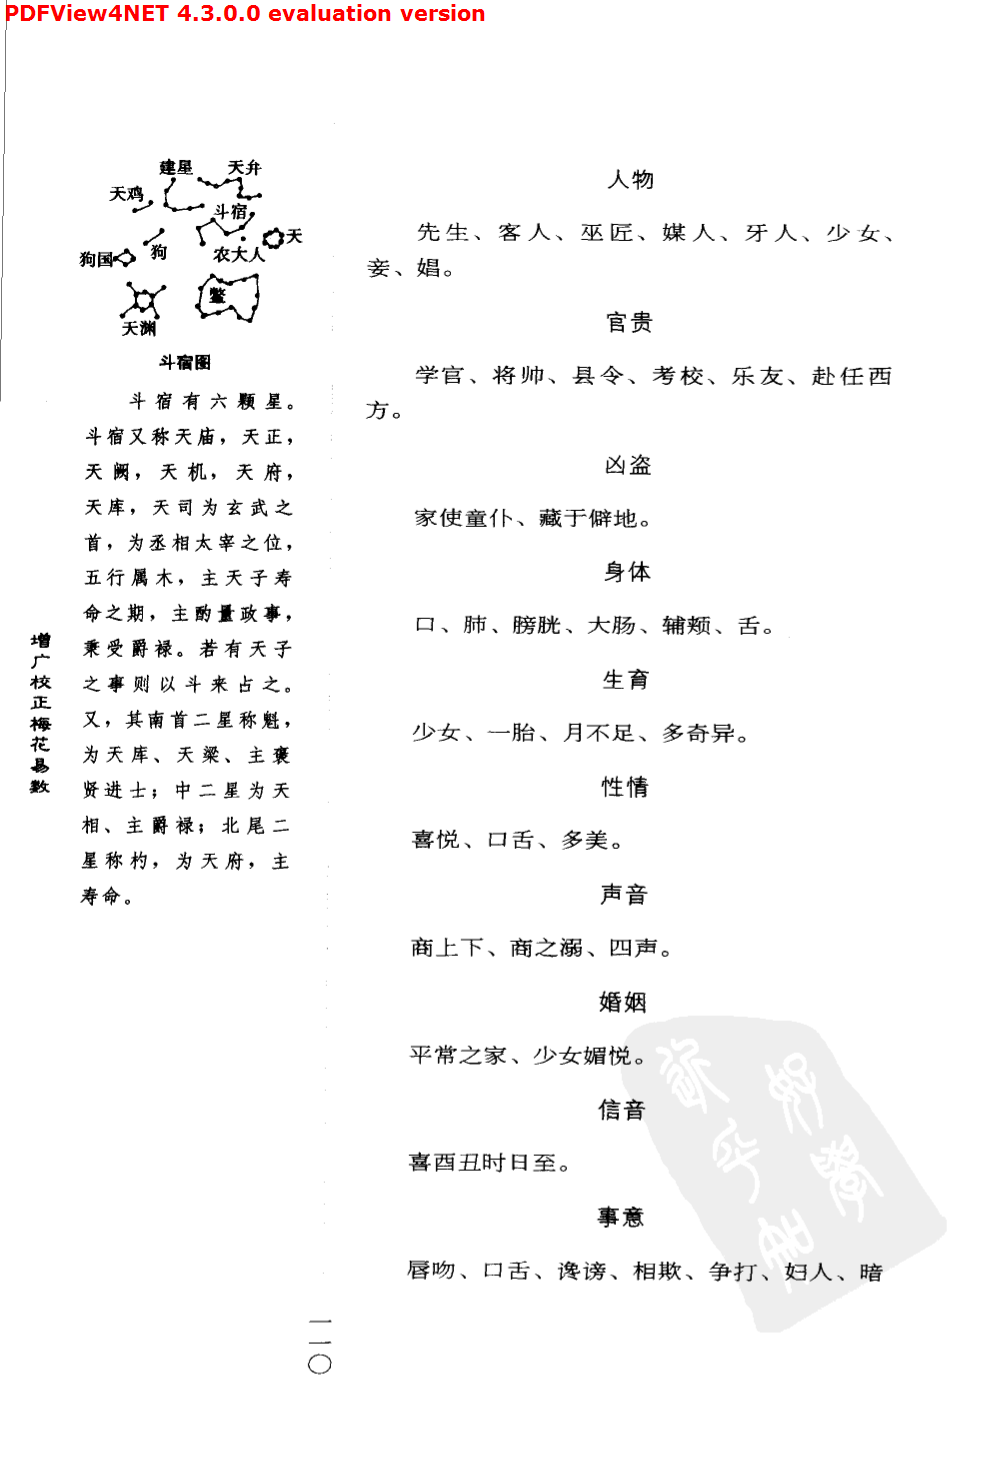 PDFView4NET 4.3.0.0 evaluation version
建星
天弁
天鸡
斗宿
天
狗国
狗
农大人
鳖
天渊
斗宿图
斗宿有六颗星。
斗宿又称天庙，天正，
天阙，天机，天府，
天库，天司为玄武之
首，为丞相太宰之位，
五行属木，主天子寿
命之期，主酌量政事，
秉受爵禄。若有天子
之事则以斗来占之。
又，其南首二星称魁，
为天库、天梁、主褒
贤进士；中二星为天
相、主爵禄；北尾二
星称杓，为天府，主
寿命。
增广校正梅花易数
人物
先生、客人、巫匠、媒人、牙人、少女、
妾、娼。
官贵
学官、将帅、县令、考校、乐友、赴任西
方。
凶盗
家使童仆、藏于僻地。
身体
口、肺、膀胱、大肠、辅颊、舌。
生育
少女、一胎、月不足、多奇异。
性情
喜悦、口舌、多美。
声音
商上下、商之溺、四声。
婚姻
平常之家、少女媚悦。
信音
喜酉丑时日至。
事意
唇吻、口舌、谗谤、相欺、争打、妇人、暗
一一〇